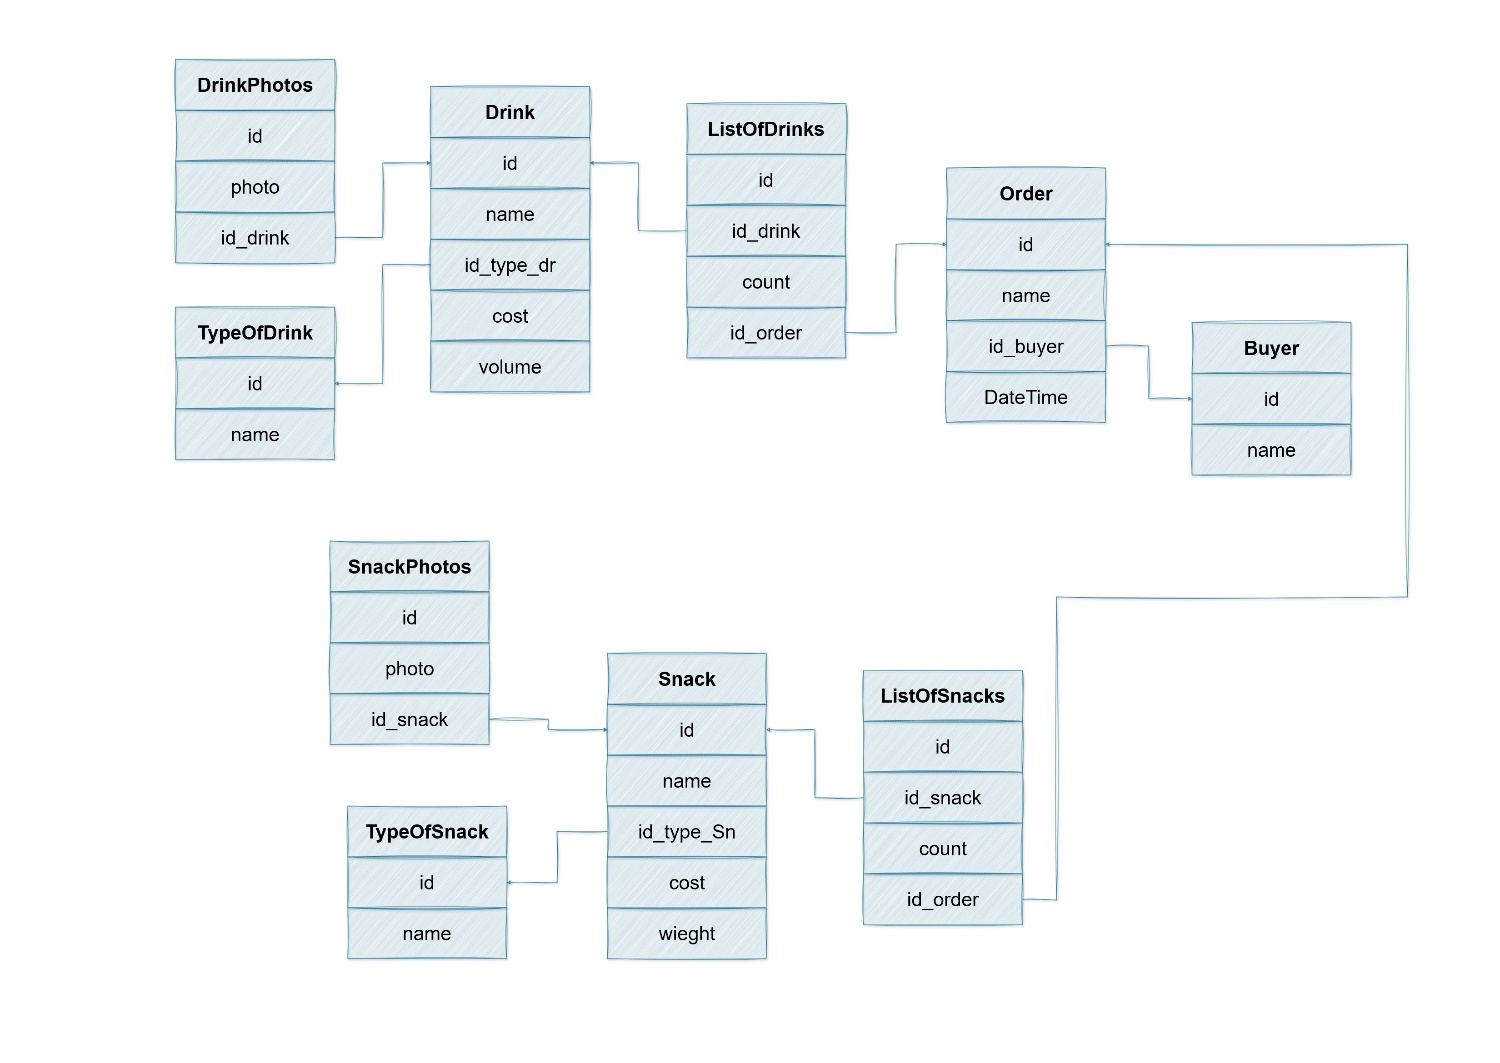 DrinkPhotos
id
photo
id_drink
TypeOfDrink
id
name
Drink
id
name
id_type_dr
cost
volume
ListOfDrinks
id
id_drink
count
id_order
Order
id
name
id_buyer
DateTime
Buyer
id
name
SnackPhotos
id
photo
id_snack
TypeOfSnack
id
name
Snack
id
name
id_type_Sn
cost
wieght
ListOfSnacks
id
id_snack
count
id_order